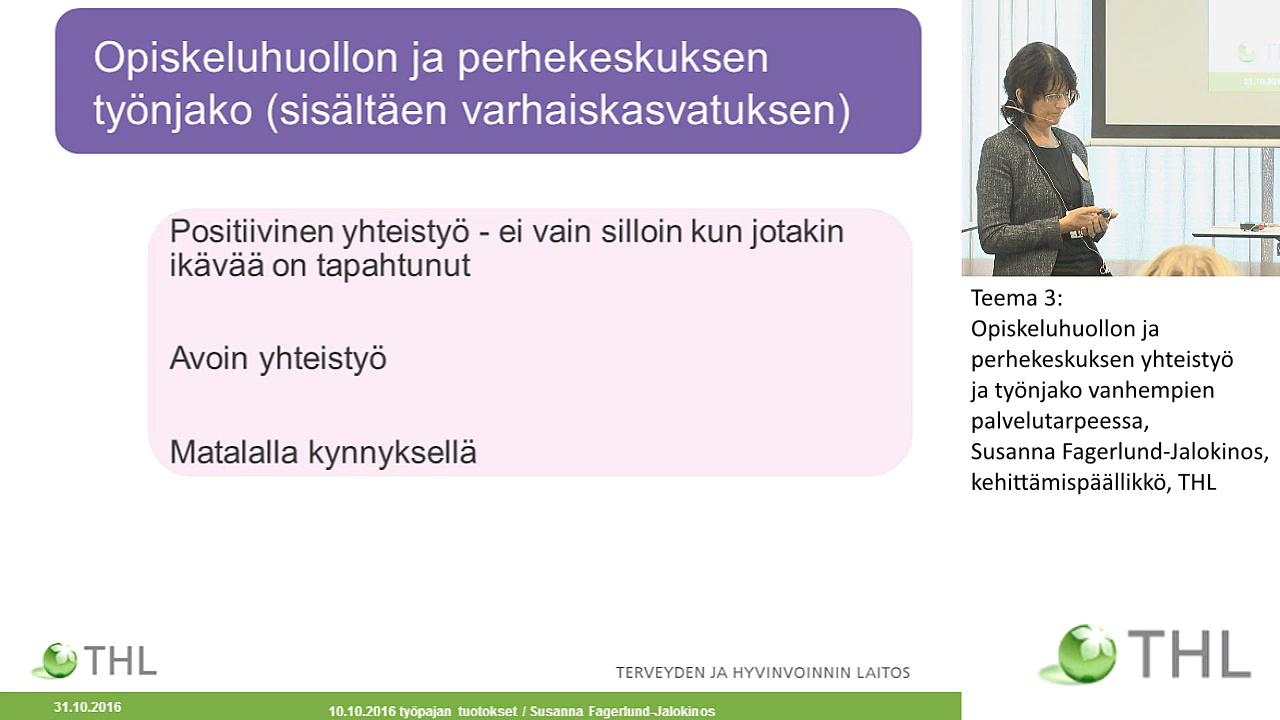 Opiskeluhuollon ja perhekeskuksen
työnjako (sisältäen varhaiskasvatuksen)
Positiivinen yhteistyö - ei vain silloin kun jotakin
ikävää on tapahtunut
Avoin yhteistyö
Matalalla kynnyksellä
THL
TERVEYDEN JA HYVINVOINNIN LAITOS
31.10.2016
10.10.2016 työpajan tuotokset / Susanna Fagerlund-Jalokinos
Teema 3:
Opiskeluhuollon ja
perhekeskuksen yhteistyö
ja työnjako vanhempien
palvelutarpeessa,
Susanna Fagerlund-Jalokinos,
kehittämispäällikkö, THL
THL